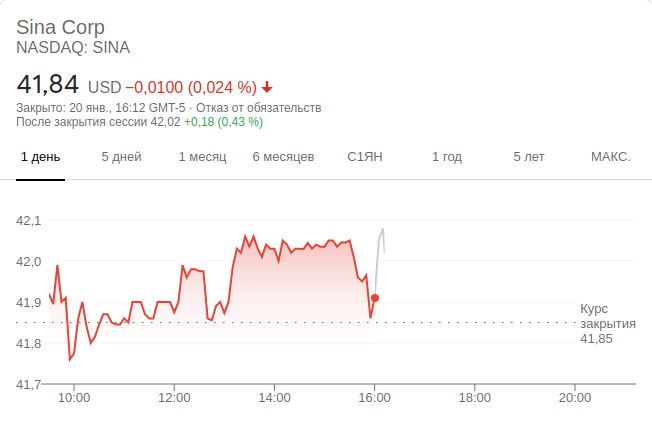 Sina Corp
NASDAQ: SINA
41,84 USD −0,0100 (0,024 %)
Закрыто: 20 янв., 16:12 GMT-5 · Отказ от обязательств
После закрытия сессии 42,02 +0,18 (0,43 %)
1 день 5 дней 1 месяц 6 месяцев С1ЯН 1 год 5 лет МАКС.
42,1
42,0
41,9
41,8
41,7
Курс
закрытия
41,85
10:00 12:00 14:00 16:00 18:00 20:00